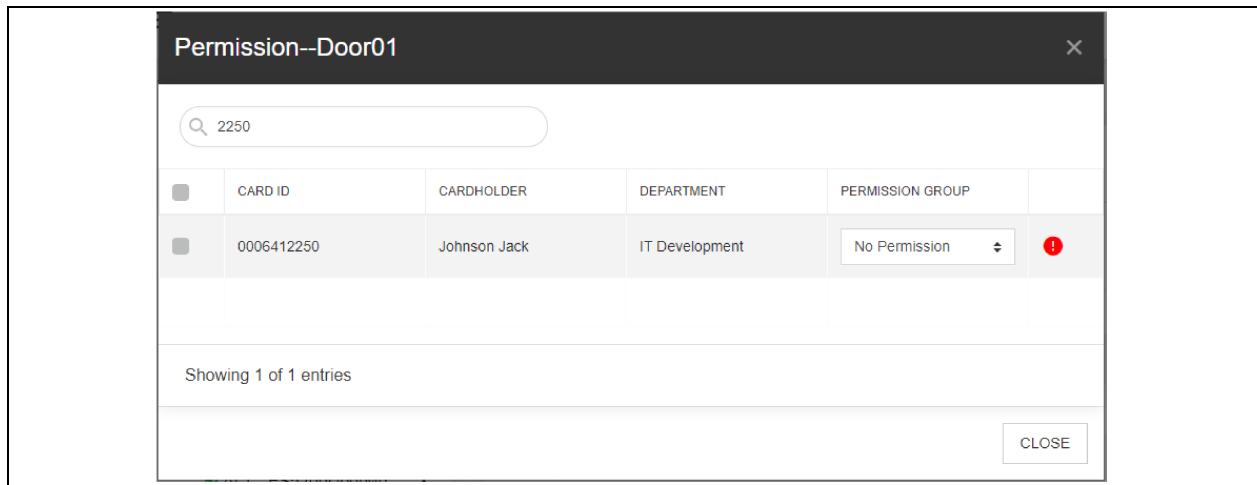 Permission--Door01
2250
CARD ID CARDHOLDER DEPARTMENT PERMISSION GROUP
0006412250 Johnson Jack IT Development No Permission
Showing 1 of 1 entries
CLOSE